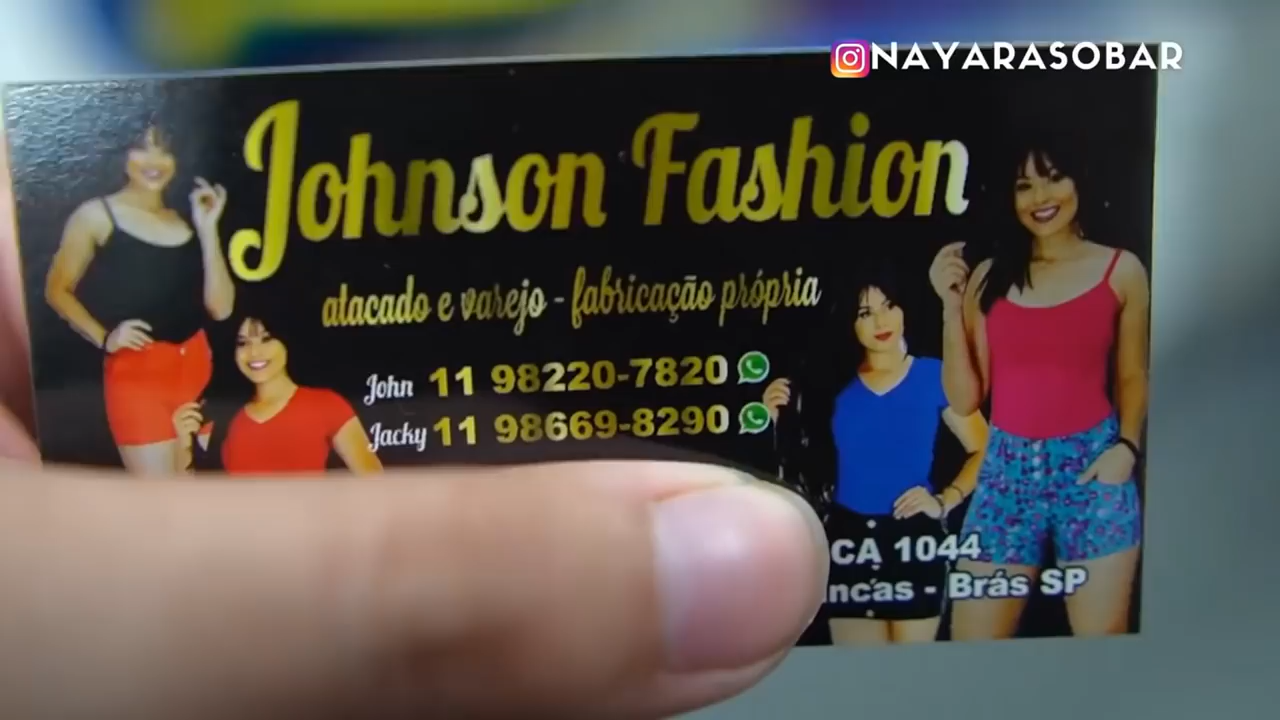 NAYARASOBAR
Johnson Fashion
atacado e varejo - fabricação própria
John 11 98220-7820
Jacky 11 98669-8290
CA 1044
ncas - Brás SP